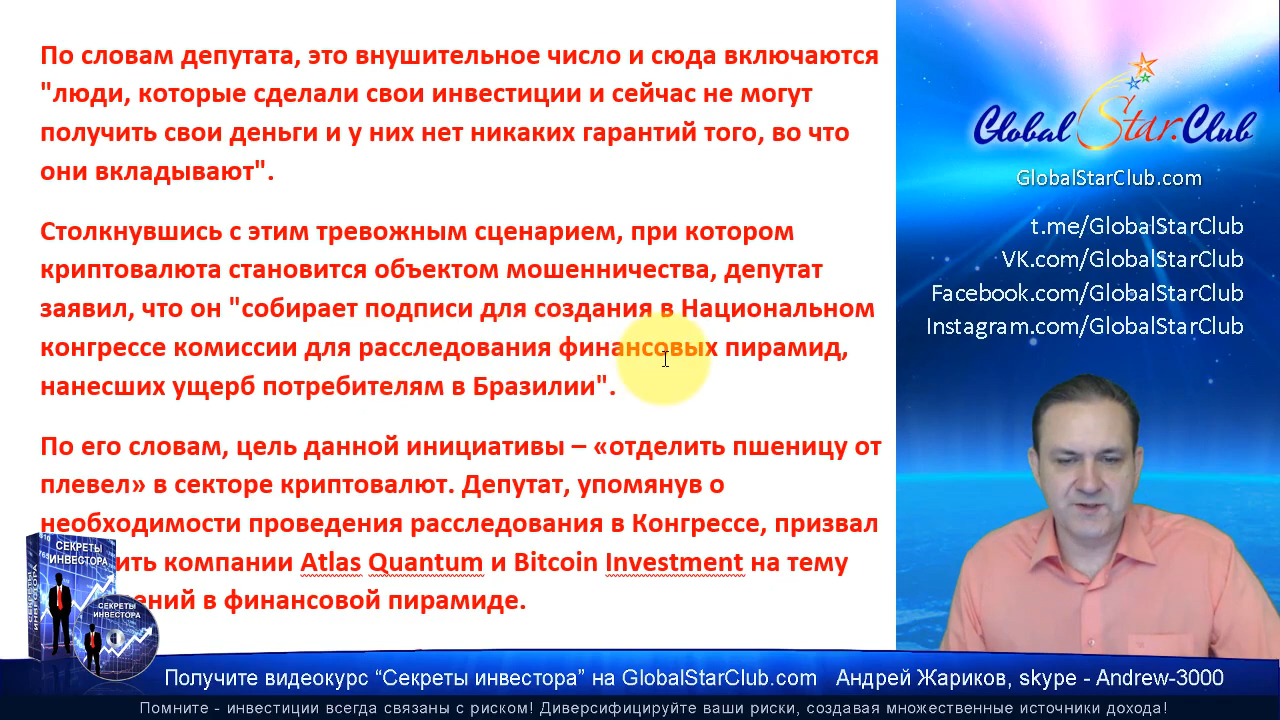 По словам депутата, это внушительное число и сюда включаются
"люди, которые сделали свои инвестиции и сейчас не могут
получить свои деньги и у них нет никаких гарантий того, во что
они вкладывают".
Столкнувшись с этим тревожным сценарием, при котором
криптовалюта становится объектом мошенничества, депутат
заявил, что он "собирает подписи для создания в Национальном
конгрессе комиссии для расследования финансовых пирамид,
нанесших ущерб потребителям в Бразилии".
По его словам, цель данной инициативы – «отделить пшеницу от
плевел» в секторе криптовалют. Депутат, упомянув о
необходимости проведения расследования в Конгрессе, призвал
ить компании Atlas Quantum и Bitcoin Investment на тему
ений в финансовой пирамиде.
Global Star.Club
GlobalStarClub.com
t.me/GlobalStarClub
VK.com/GlobalStarClub
Facebook.com/GlobalStarClub
Instagram.com/GlobalStarClub
СЕКРЕТЫ
ИНВЕСТОРА
СЕКРЕТЫ
ИНВЕСТОРА
Получите видеокурс “Секреты инвестора” на GlobalStarClub.com Андрей Жариков, skype - Andrew-3000
Помните - инвестиции всегда связаны с риском! Диверсифицируйте ваши риски, создавая множественные источники дохода!